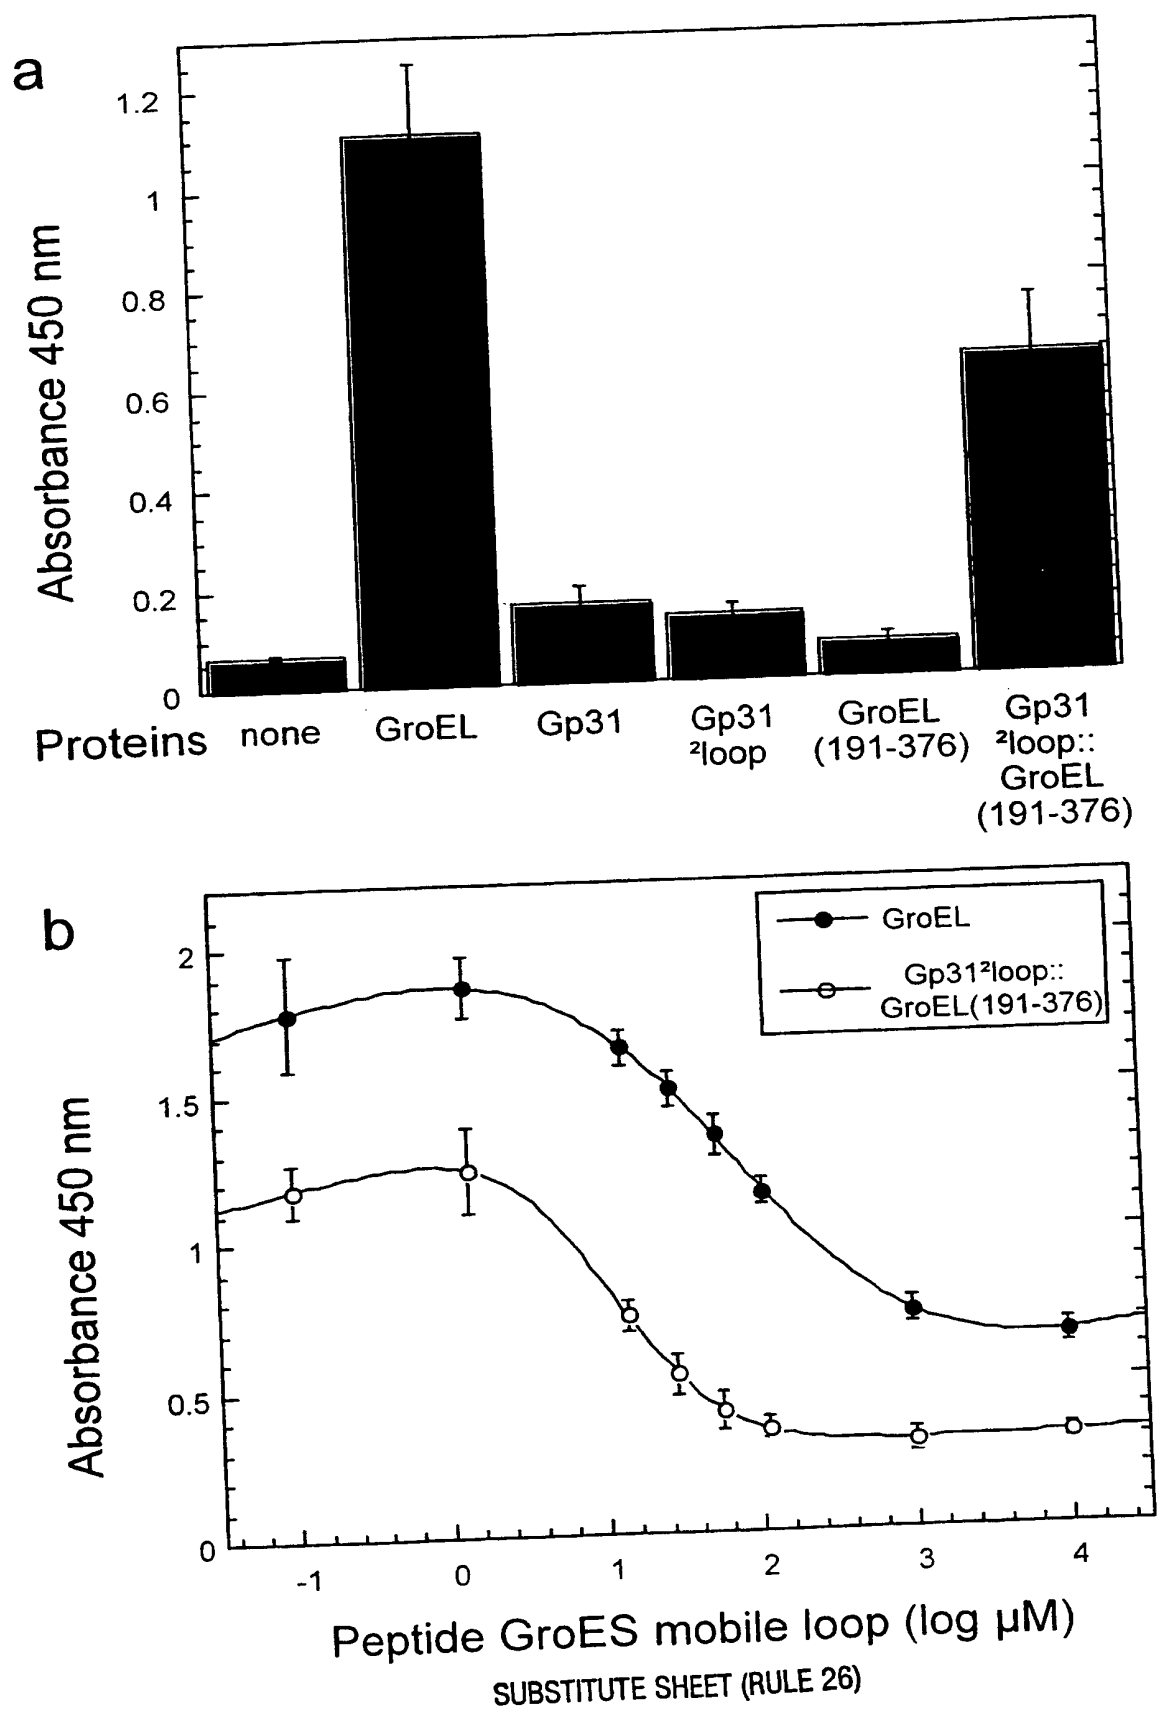 a
Absorbance 450 nm
1.2
1
0.8
0.6
0.4
0.2
0
Proteins
none
GroEL
Gp31
Gp31
²loop
GroEL
(191-376)
Gp31
²loop::
GroEL
(191-376)
b
Absorbance 450 nm
2
1.5
1
0.5
0
GroEL
Gp31²loop::
GroEL(191-376)
-1
0
1
2
3
4
Peptide GroES mobile loop (log µM)
SUBSTITUTE SHEET (RULE 26)